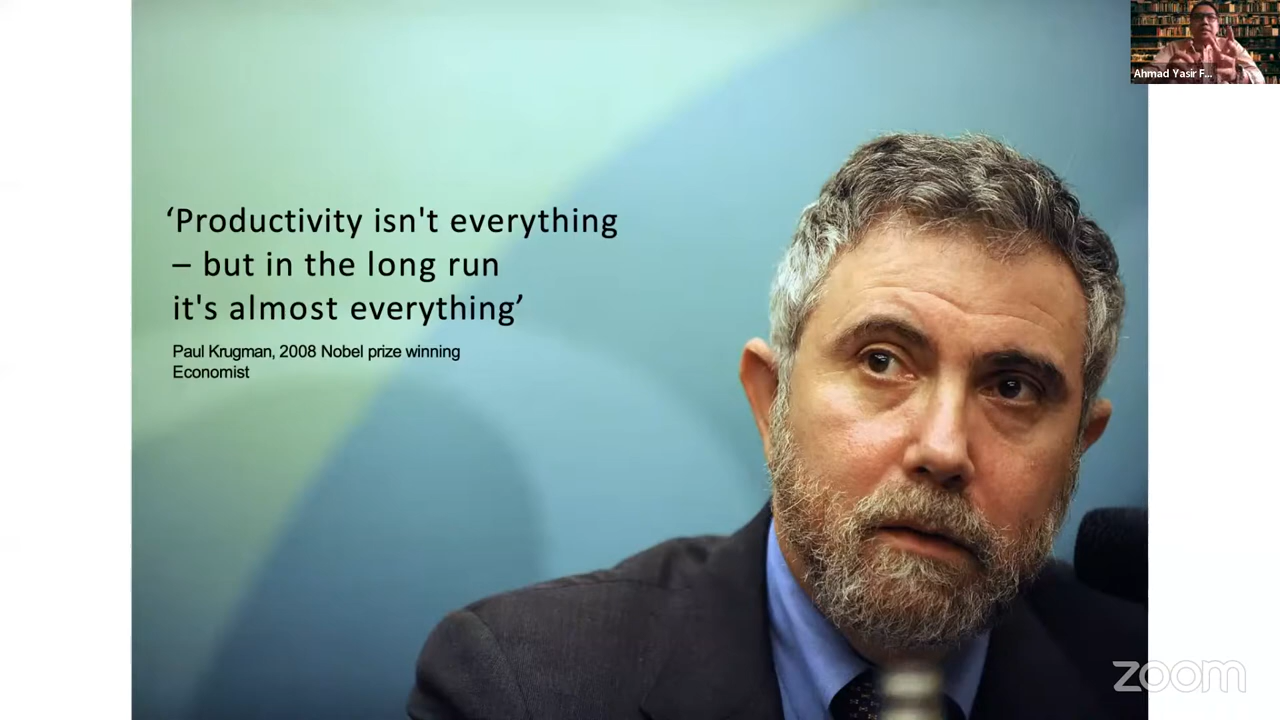 Ahmad Yasir F...
‘Productivity isn't everything
– but in the long run
it's almost everything’
Paul Krugman, 2008 Nobel prize winning
Economist
zoom